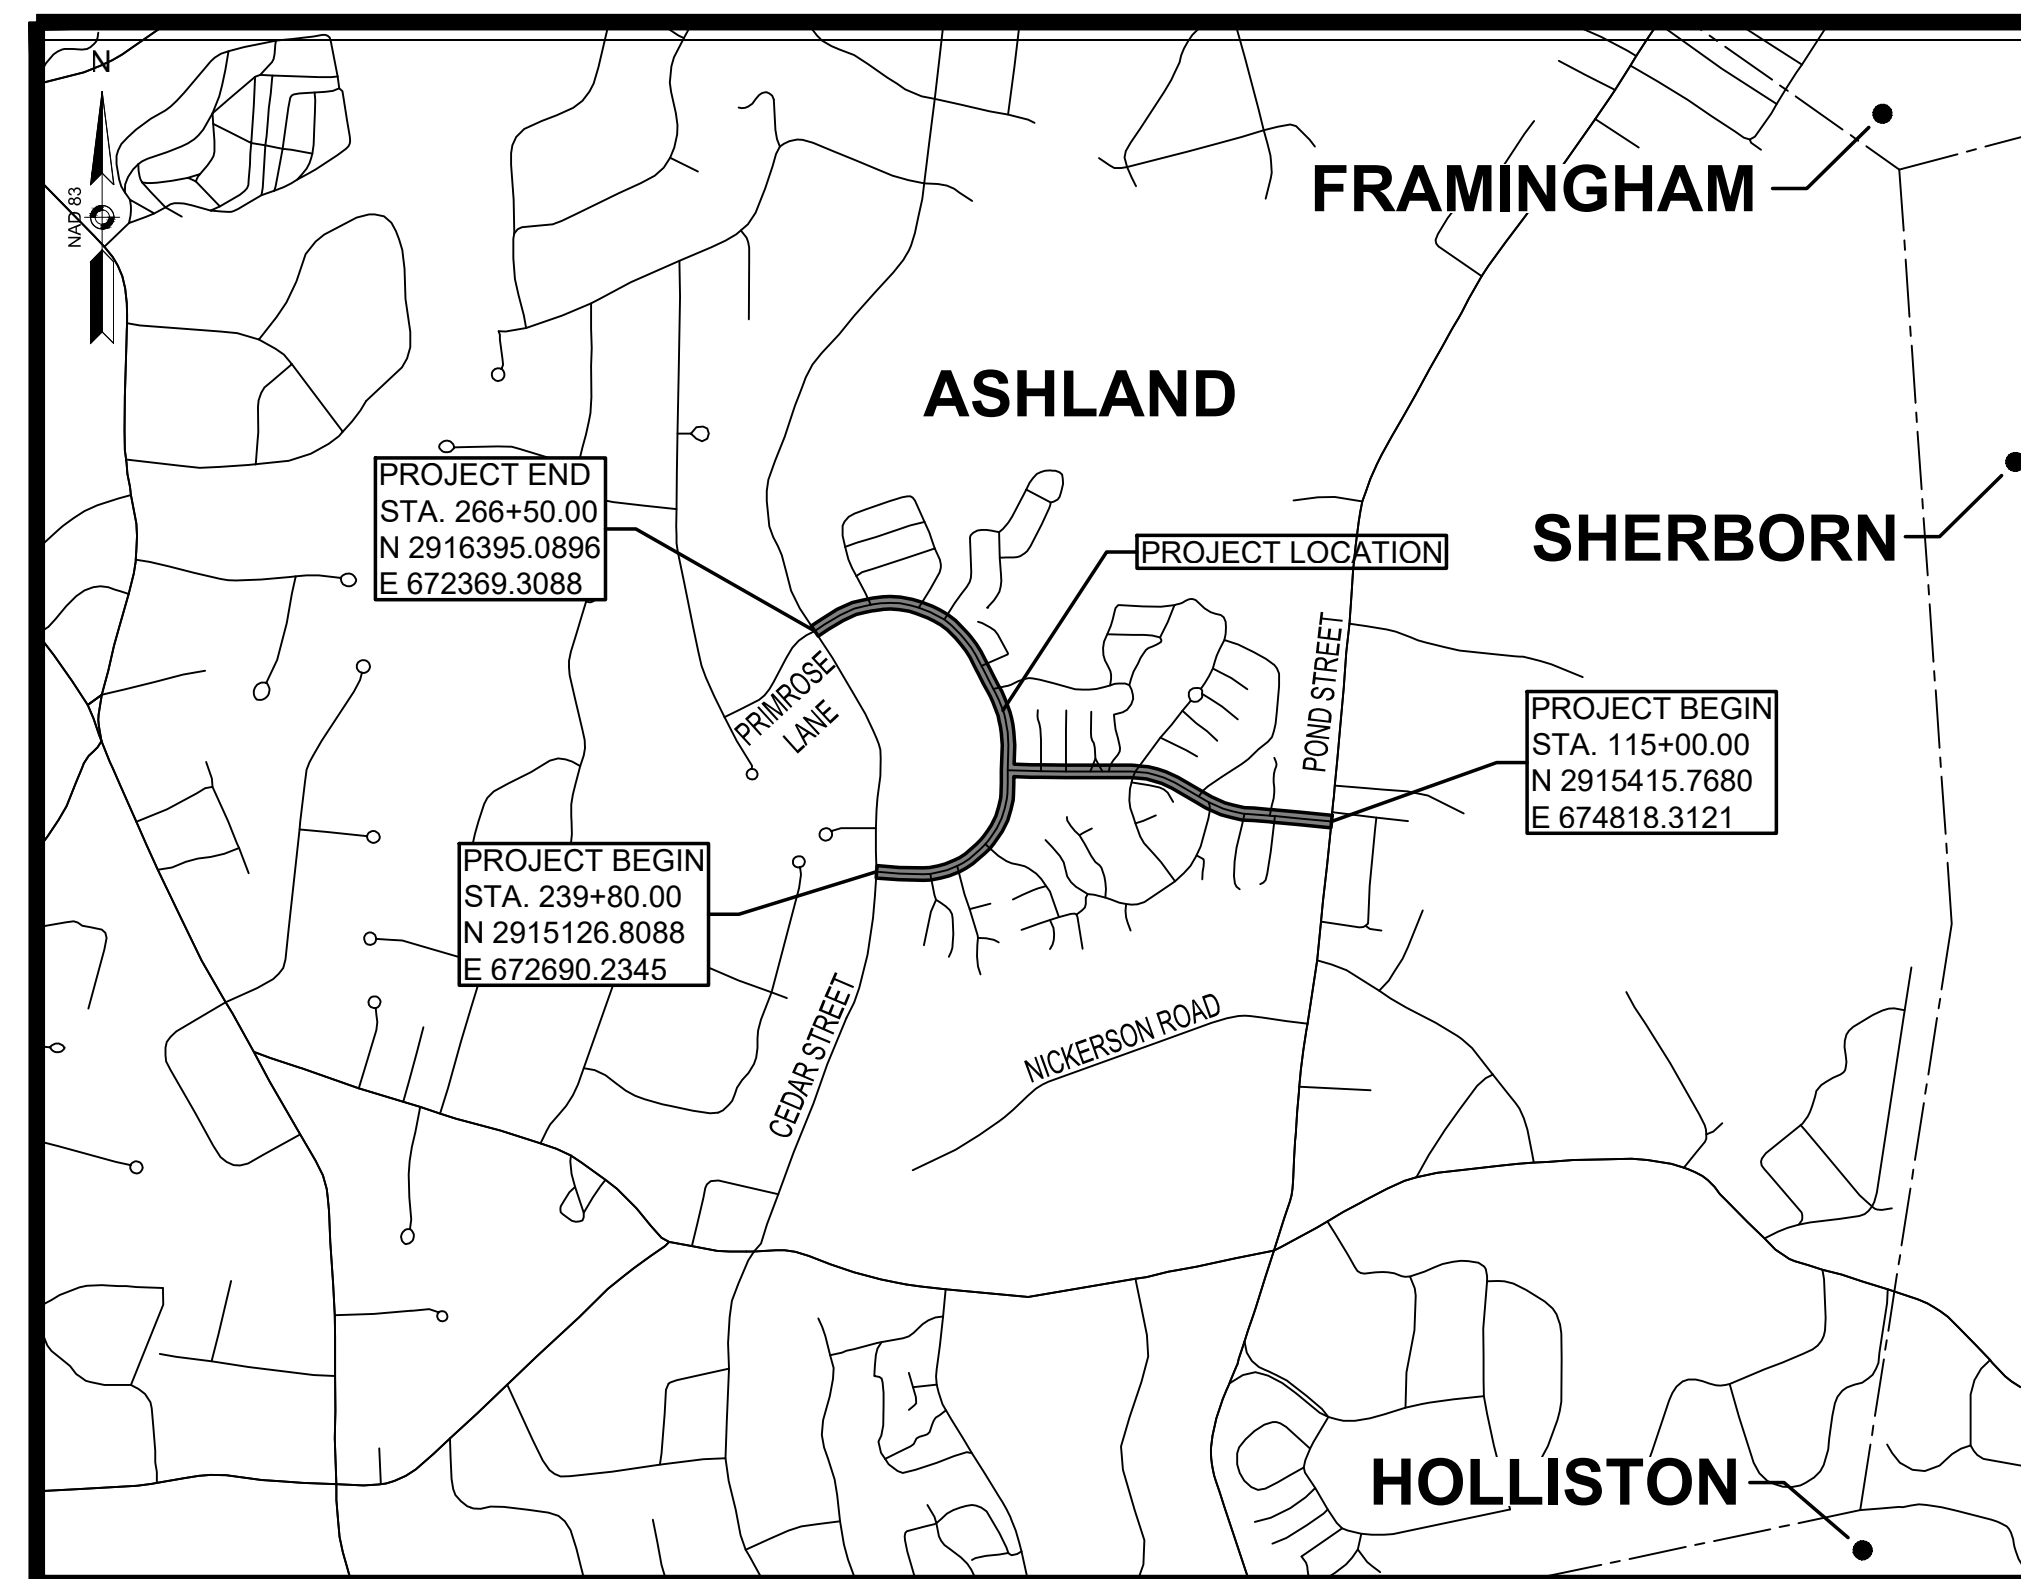 N
NAD 83
FRAMINGHAM
ASHLAND
PROJECT END
STA. 266+50.00
N 2916395.0896
E 672369.3088
PROJECT LOCATION
SHERBORN
PRIMROSE
LANE
POND STREET
PROJECT BEGIN
STA. 115+00.00
N 2915415.7680
E 674818.3121
PROJECT BEGIN
STA. 239+80.00
N 2915126.8088
E 672690.2345
CEDAR STREET
NICKERSON ROAD
HOLLISTON